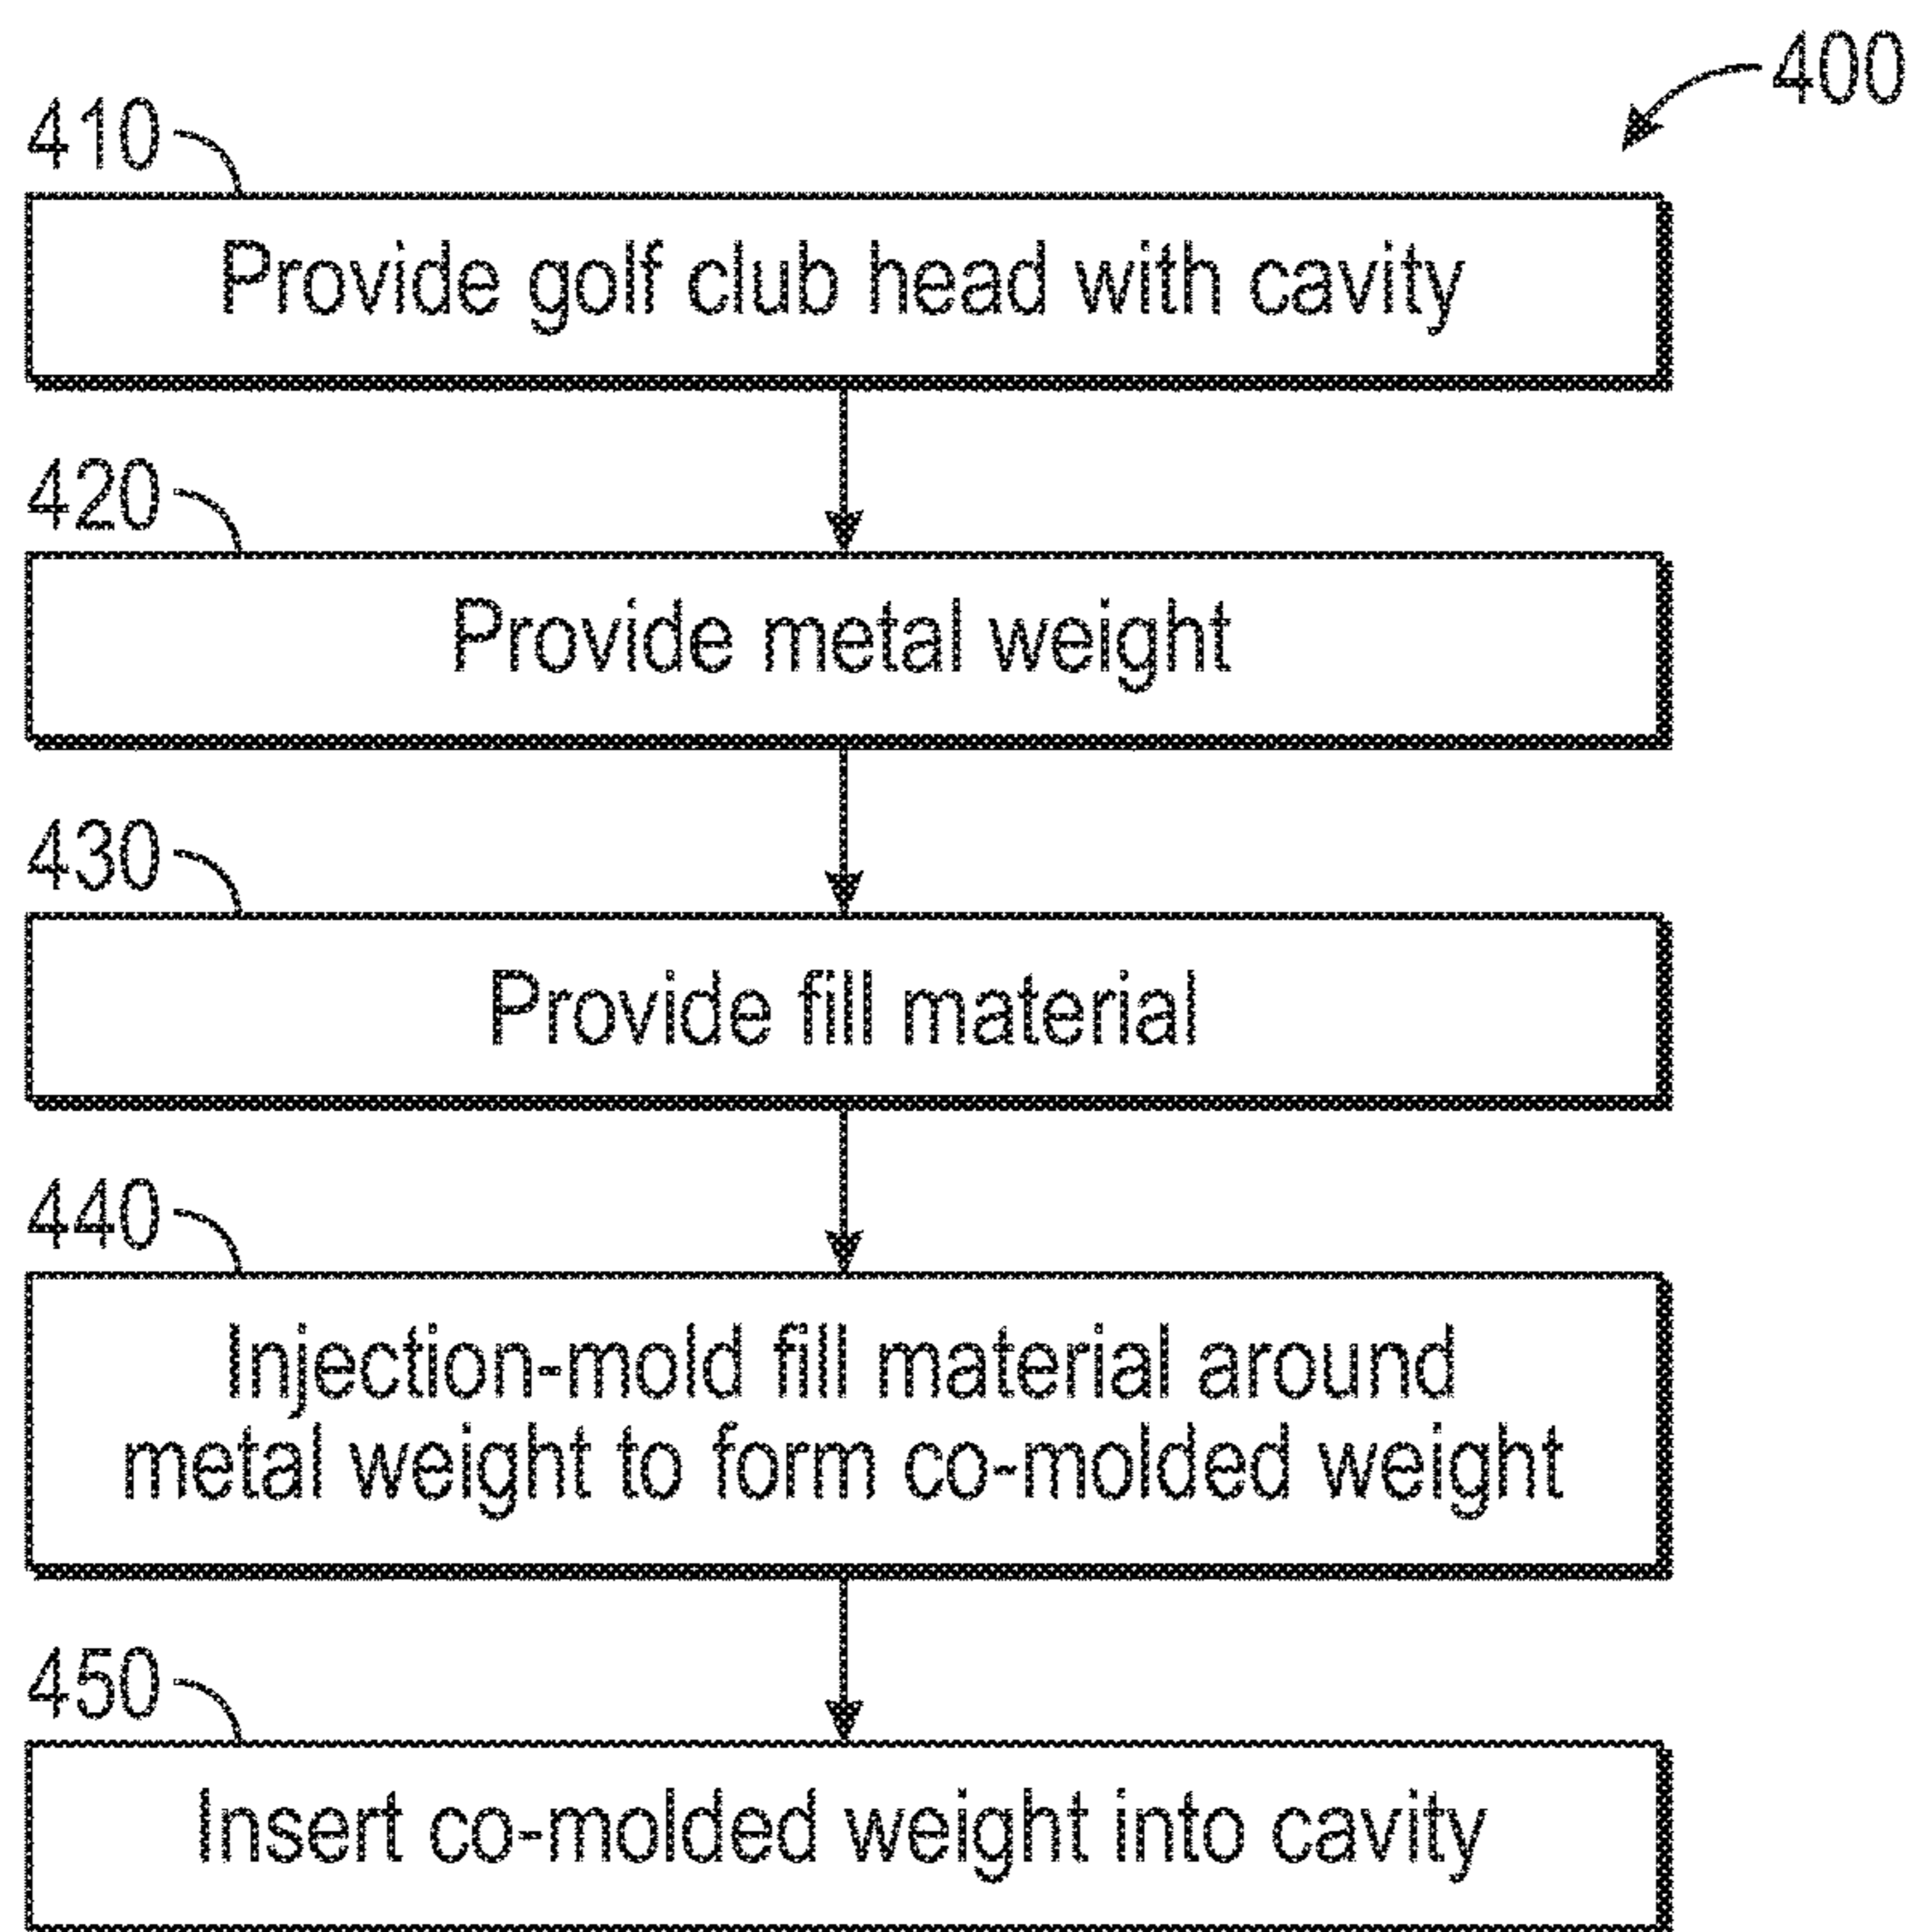 400
410
Provide golf club head with cavity
420
Provide metal weight
430
Provide fill material
440
Injection-mold fill material around
metal weight to form co-molded weight
450
Insert co-molded weight into cavity